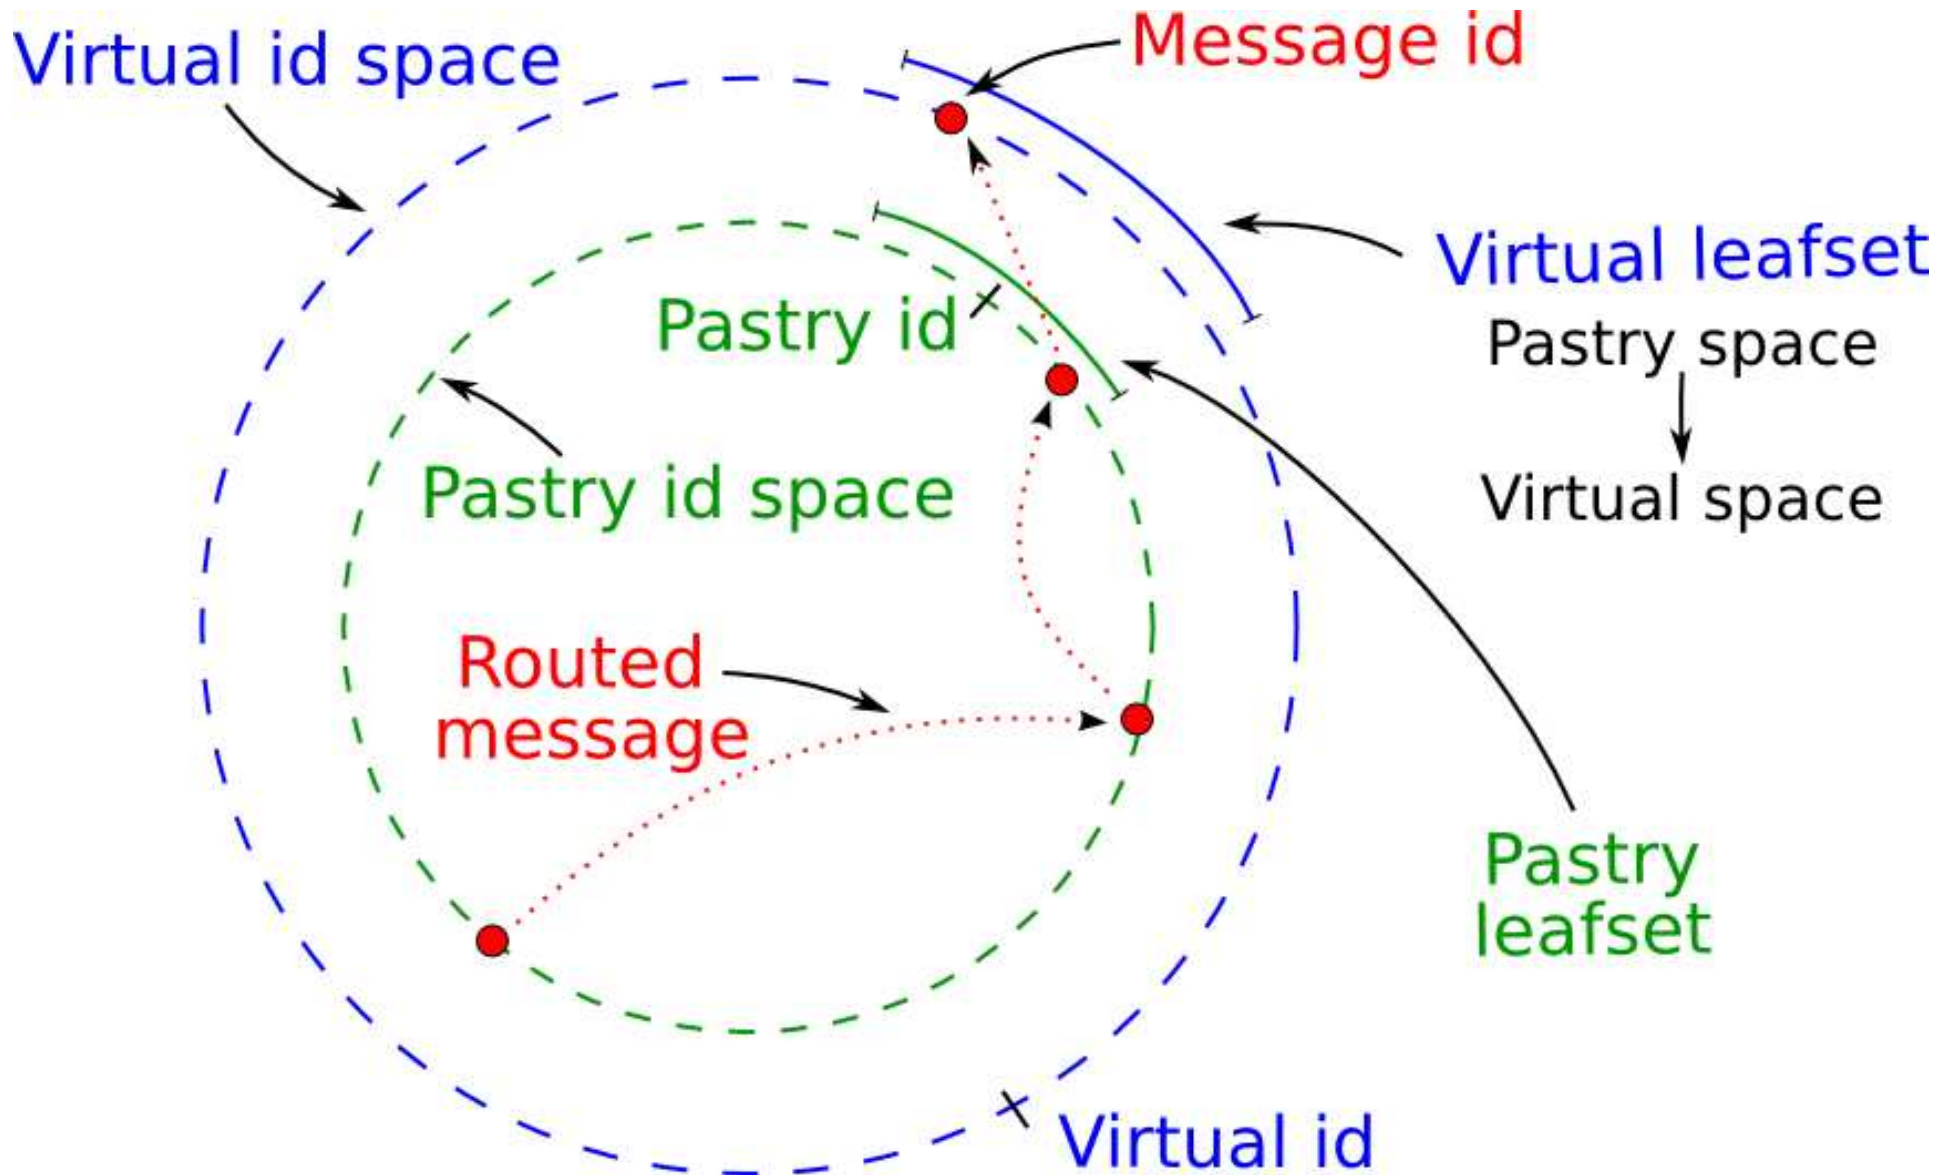 Message id
Virtual id space
Virtual leafset
Pastry id
Pastry space
Virtual space
Pastry id space
Routed
message
Pastry
leafset
Virtual id